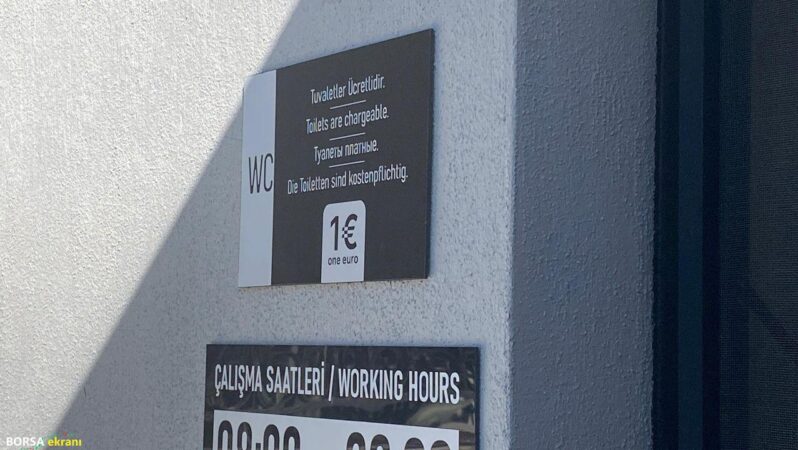 WC
Tuvaletler Ücretlidir.
Toilets are chargeable.
Туалеты платные.
Die Toiletten sind kostenpflichtig.
1€
one euro
ÇALIŞMA SAATLERİ / WORKING HOURS
BORSA ekranı